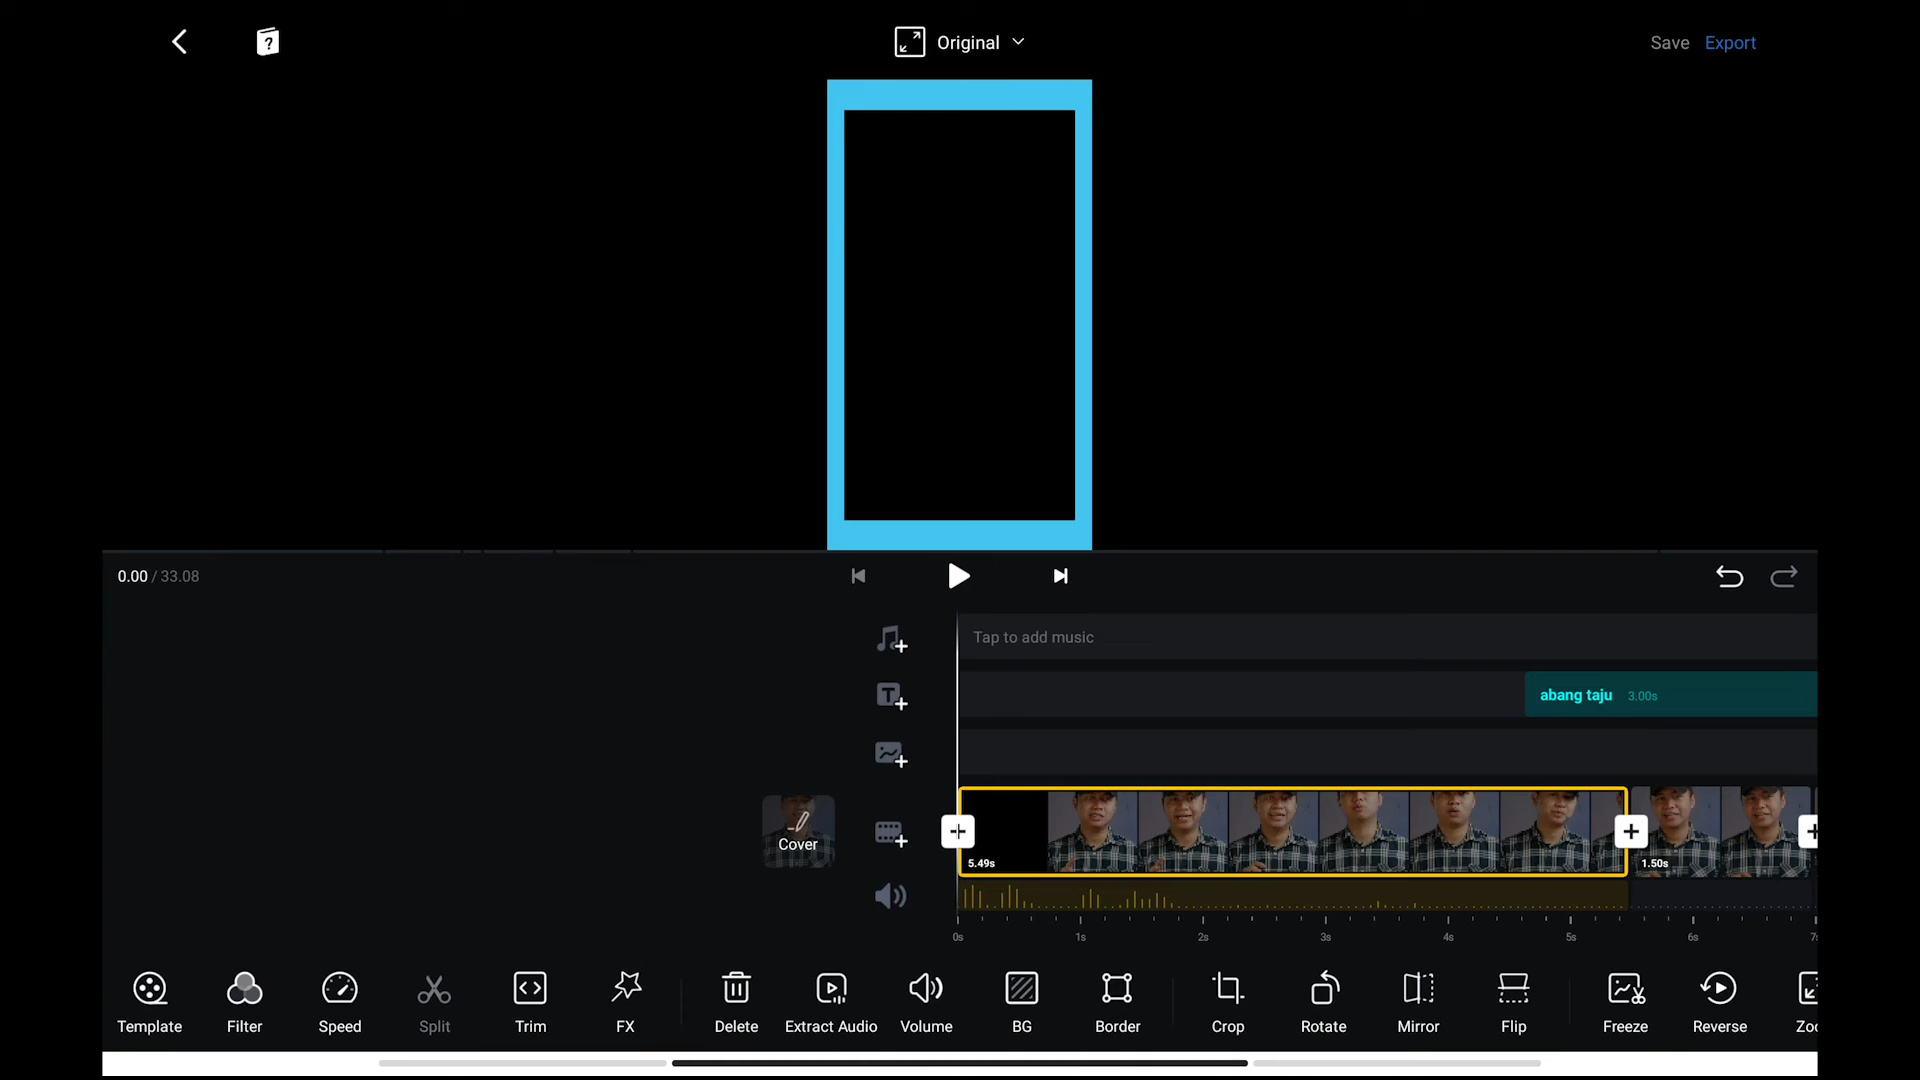 ?
Original
Save
Export
0.00 / 33.08
Tap to add music
abang taju 3.00s
Cover
5.49s
1.50s
0s 1s 2s 3s 4s 5s 6s 7s
Template
Filter
Speed
Split
Trim
FX
Delete
Extract Audio
Volume
BG
Border
Crop
Rotate
Mirror
Flip
Freeze
Reverse
Zoo